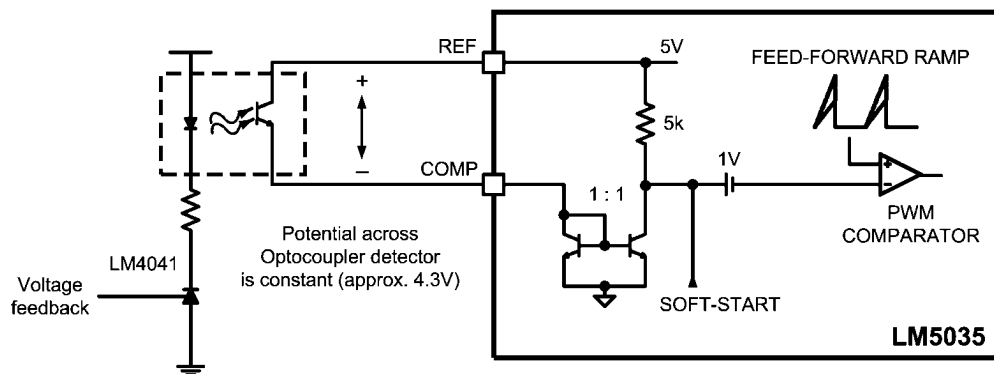 REF
5V
FEED-FORWARD RAMP
+
5k
–
COMP
1 : 1
1V
+
–
PWM
COMPARATOR
Potential across
Optocoupler detector
is constant (approx. 4.3V)
LM4041
Voltage
feedback
SOFT-START
LM5035